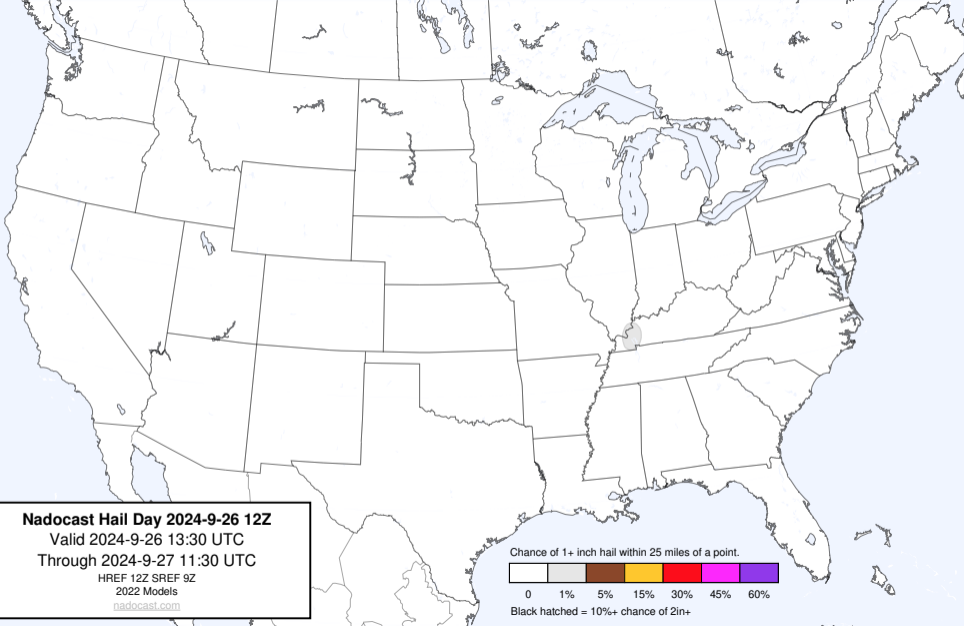 Nadocast Hail Day 2024-9-26 12Z
Valid 2024-9-26 13:30 UTC
Through 2024-9-27 11:30 UTC
HREF 12Z SREF 9Z
2022 Models
nadocast.com
Chance of 1+ inch hail within 25 miles of a point.
0 1% 5% 15% 30% 45% 60%
Black hatched = 10%+ chance of 2in+